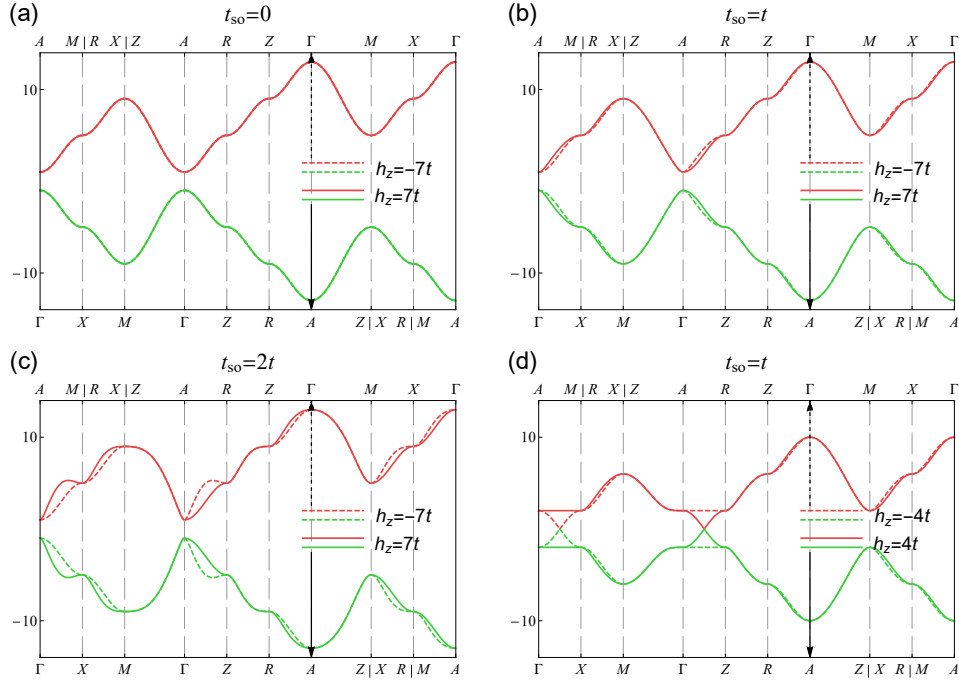 (a)
t_so=0
A M | R X | Z A R Z Γ M X Γ
10
h_z=-7t
h_z=7t
−10
Γ X M Γ Z R A Z | X R | M A
(b)
t_so=t
A M | R X | Z A R Z Γ M X Γ
10
h_z=-7t
h_z=7t
−10
Γ X M Γ Z R A Z | X R | M A
(c)
t_so=2t
A M | R X | Z A R Z Γ M X Γ
10
h_z=-7t
h_z=7t
−10
Γ X M Γ Z R A Z | X R | M A
(d)
t_so=t
A M | R X | Z A R Z Γ M X Γ
10
h_z=-4t
h_z=4t
−10
Γ X M Γ Z R A Z | X R | M A